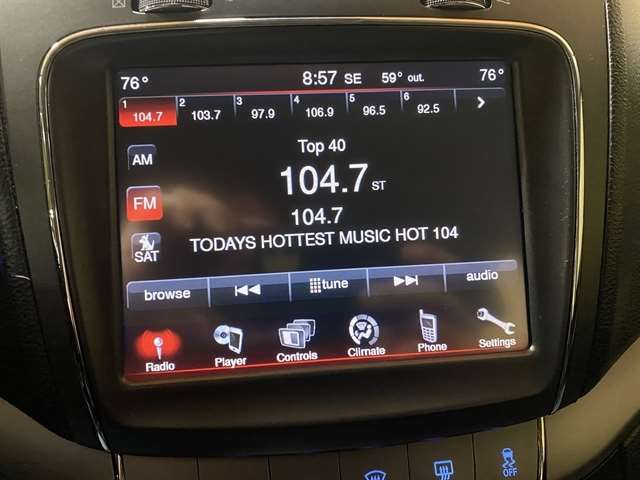 76° 8:57 SE 59° out. 76°
1 104.7 2 103.7 3 97.9 4 106.9 5 96.5 6 92.5
AM
Top 40
104.7 ST
FM
104.7
SAT
TODAYS HOTTEST MUSIC HOT 104
browse tune audio
Radio Player Controls Climate Phone Settings
OFF